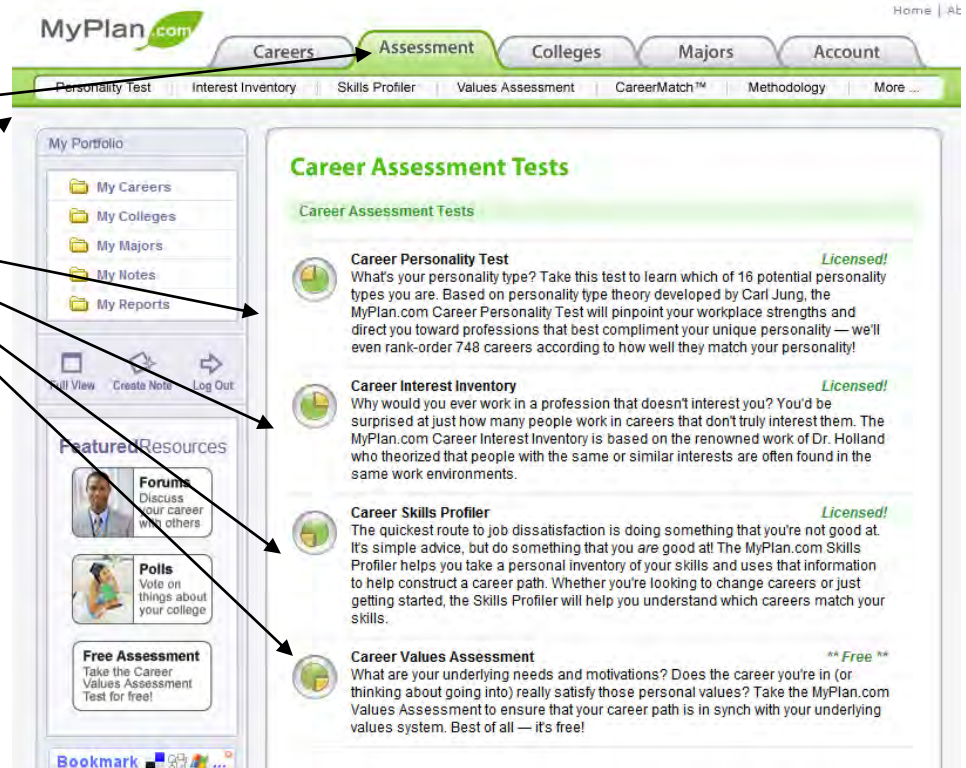 Home | Ab
MyPlan.com
Careers
Assessment
Colleges
Majors
Account
Personality Test
Interest Inventory
Skills Profiler
Values Assessment
CareerMatch™
Methodology
More ...
My Portfolio
My Careers
My Colleges
My Majors
My Notes
My Reports
Full View
Create Note
Log Out
FeaturedResources
Forums
Discuss
your career
with others
Polls
Vote on
things about
your college
Free Assessment
Take the Career
Values Assessment
Test for free!
Bookmark
Career Assessment Tests
Career Assessment Tests
Career Personality Test Licensed!
What's your personality type? Take this test to learn which of 16 potential personality
types you are. Based on personality type theory developed by Carl Jung, the
MyPlan.com Career Personality Test will pinpoint your workplace strengths and
direct you toward professions that best compliment your unique personality — we'll
even rank-order 748 careers according to how well they match your personality!
Career Interest Inventory Licensed!
Why would you ever work in a profession that doesn't interest you? You'd be
surprised at just how many people work in careers that don't truly interest them. The
MyPlan.com Career Interest Inventory is based on the renowned work of Dr. Holland
who theorized that people with the same or similar interests are often found in the
same work environments.
Career Skills Profiler Licensed!
The quickest route to job dissatisfaction is doing something that you're not good at.
It's simple advice, but do something that you are good at! The MyPlan.com Skills
Profiler helps you take a personal inventory of your skills and uses that information
to help construct a career path. Whether you're looking to change careers or just
getting started, the Skills Profiler will help you understand which careers match your
skills.
Career Values Assessment ** Free **
What are your underlying needs and motivations? Does the career you're in (or
thinking about going into) really satisfy those personal values? Take the MyPlan.com
Values Assessment to ensure that your career path is in synch with your underlying
values system. Best of all — it's free!